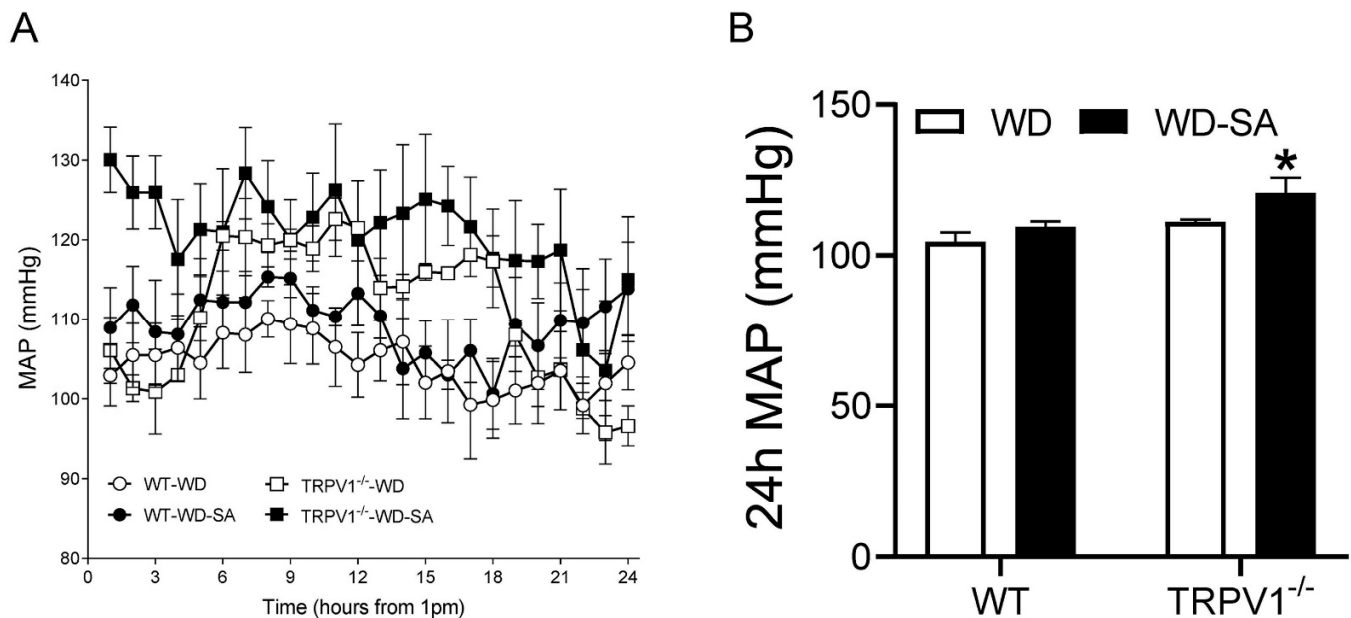 A
MAP (mmHg)
140
130
120
110
100
90
80
WT-WD
TRPV1-/--WD
WT-WD-SA
TRPV1-/--WD-SA
0 3 6 9 12 15 18 21 24
Time (hours from 1pm)
B
24h MAP (mmHg)
150
100
50
0
WD WD-SA
*
WT TRPV1-/-